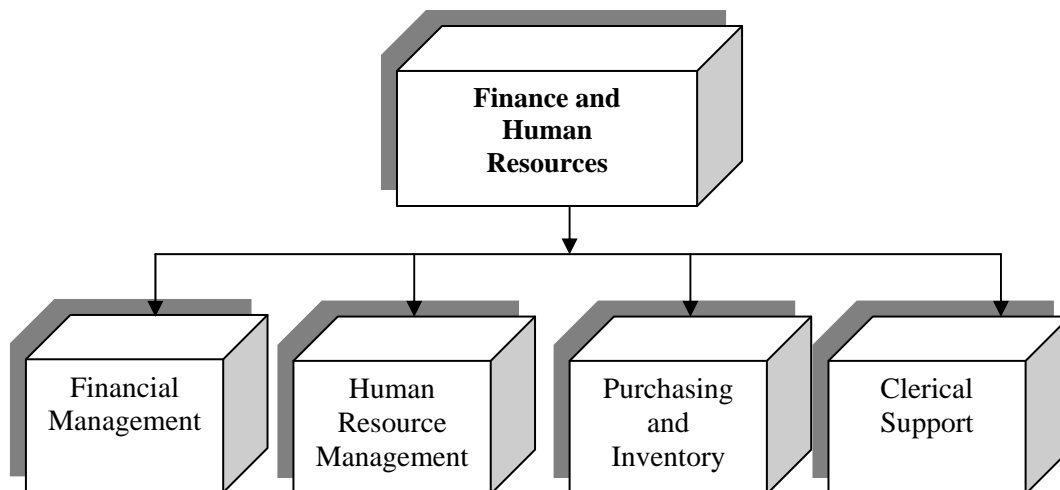 Finance and
Human
Resources
Financial
Management
Human
Resource
Management
Purchasing
and
Inventory
Clerical
Support